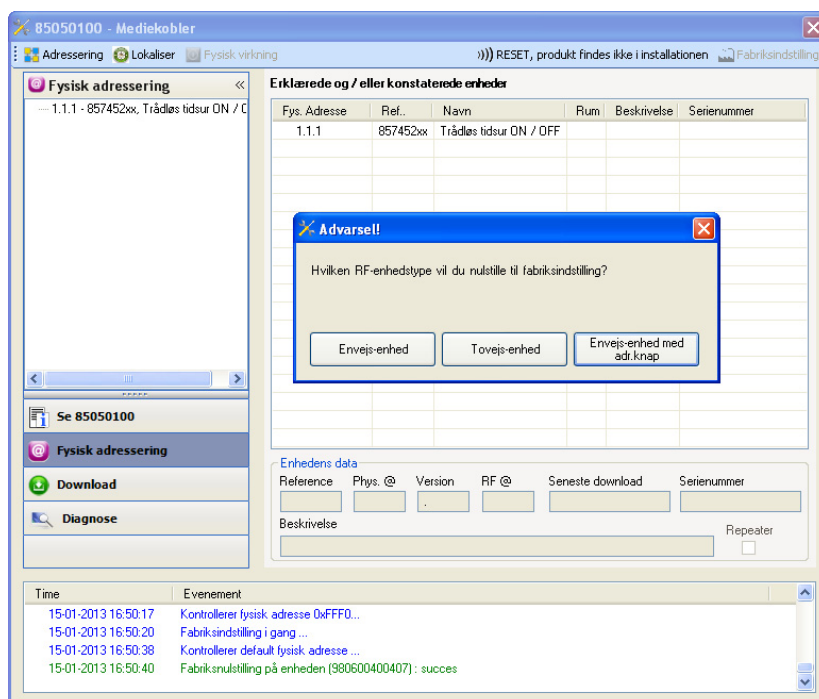 85050100 - Mediekobler
Adressering Lokaliser Fysisk virkning ))) RESET, produkt findes ikke i installationen Fabriksindstilling
Fysisk adressering «
1.1.1 - 857452xx, Trådløs tidsur ON / C
Erklærede og / eller konstaterede enheder
Fys. Adresse Ref.. Navn Rum Beskrivelse Serienummer
1.1.1 857452xx Trådløs tidsur ON / OFF
Advarsel!
Hvilken RF-enhedstype vil du nulstille til fabriksindstilling?
Envejs-enhed Tovejs-enhed Envejs-enhed med
adr.knap
Se 85050100
Fysisk adressering
Download
Diagnose
Enhedens data
Reference Phys. @ Version RF @ Seneste download Serienummer
.
Beskrivelse
Repeater
Time Evenement
15-01-2013 16:50:17 Kontrollerer fysisk adresse 0xFFF0...
15-01-2013 16:50:20 Fabriksindstilling i gang ...
15-01-2013 16:50:38 Kontrollerer default fysisk adresse ...
15-01-2013 16:50:40 Fabriksnulstilling på enheden (980600400407) : succes